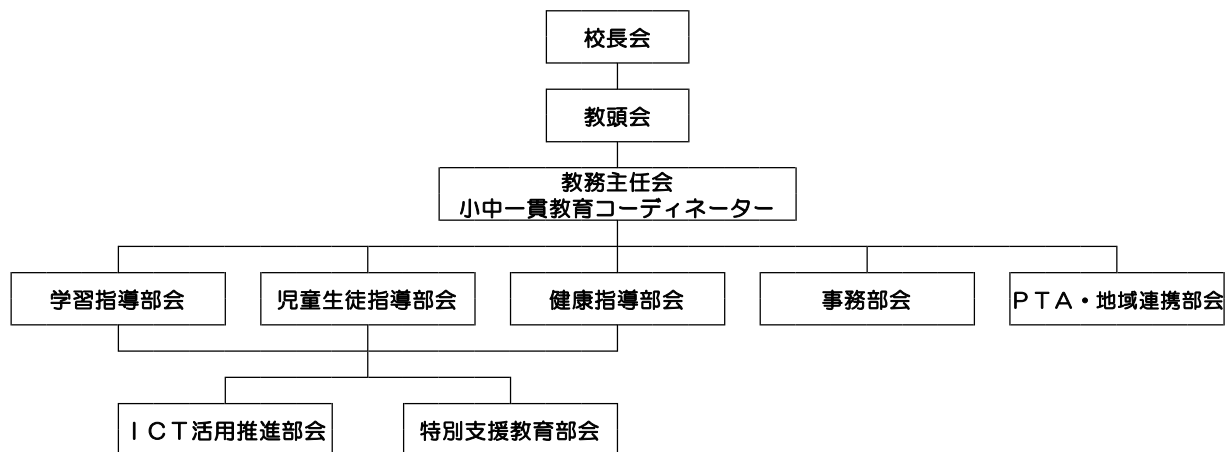 校長会
教頭会
教務主任会
小中一貫教育コーディネーター
学習指導部会
児童生徒指導部会
健康指導部会
事務部会
ＰＴＡ・地域連携部会
ＩＣＴ活用推進部会
特別支援教育部会